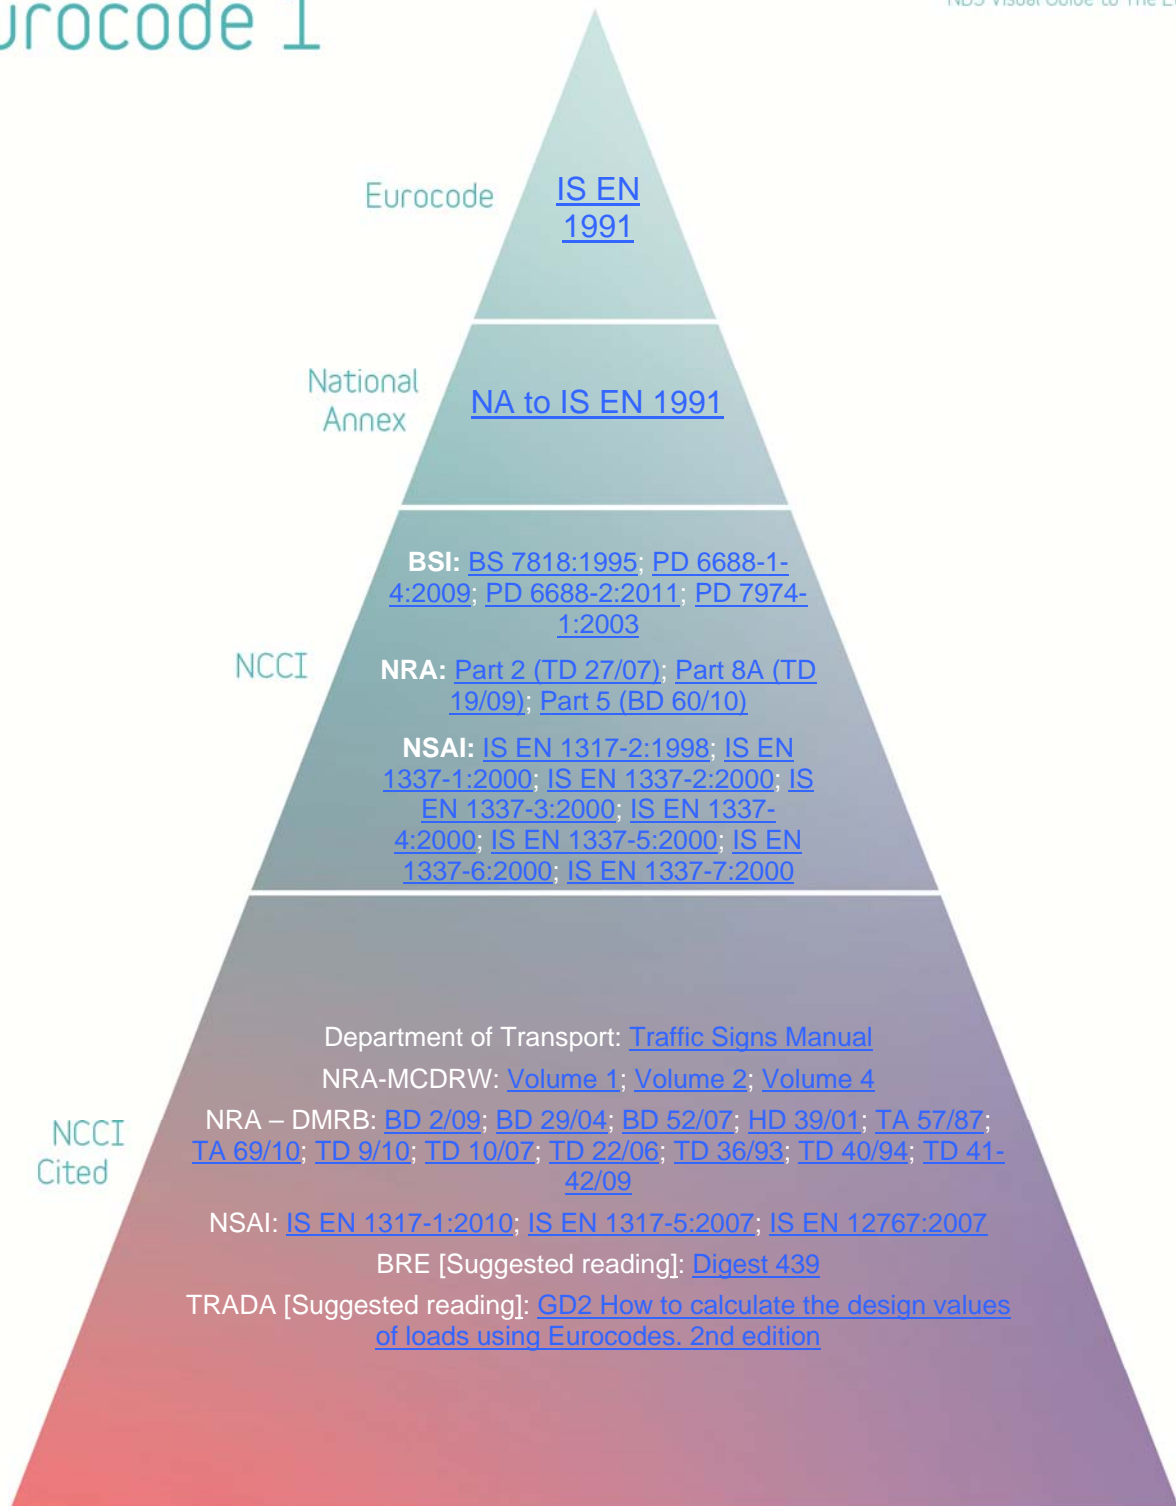 urocode 1
NBS Visual Guide to The E
Eurocode
IS EN
1991
National
Annex
NA to IS EN 1991
NCCI
BSI: BS 7818:1995; PD 6688-1-
4:2009; PD 6688-2:2011; PD 7974-
1:2003
NRA: Part 2 (TD 27/07); Part 8A (TD
19/09); Part 5 (BD 60/10)
NSAI: IS EN 1317-2:1998; IS EN
1337-1:2000; IS EN 1337-2:2000; IS
EN 1337-3:2000; IS EN 1337-
4:2000; IS EN 1337-5:2000; IS EN
1337-6:2000; IS EN 1337-7:2000
NCCI
Cited
Department of Transport: Traffic Signs Manual
NRA-MCDRW: Volume 1; Volume 2; Volume 4
NRA – DMRB: BD 2/09; BD 29/04; BD 52/07; HD 39/01; TA 57/87;
TA 69/10; TD 9/10; TD 10/07; TD 22/06; TD 36/93; TD 40/94; TD 41-
42/09
NSAI: IS EN 1317-1:2010; IS EN 1317-5:2007; IS EN 12767:2007
BRE [Suggested reading]: Digest 439
TRADA [Suggested reading]: GD2 How to calculate the design values
of loads using Eurocodes. 2nd edition